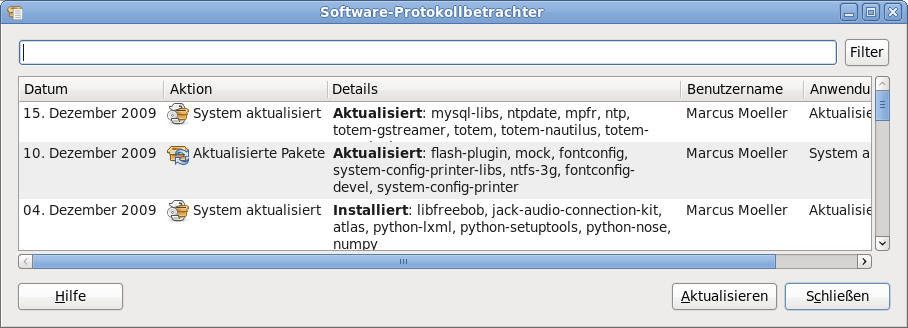 Software-Protokollbetrachter
Filter
Datum Aktion Details Benutzername Anwendu
15. Dezember 2009 System aktualisiert Aktualisiert: mysql-libs, ntpdate, mpfr, ntp, Marcus Moeller Aktualisie
totem-gstreamer, totem, totem-nautilus, totem-
10. Dezember 2009 Aktualisierte Pakete Aktualisiert: flash-plugin, mock, fontconfig, Marcus Moeller System a
system-config-printer-libs, ntfs-3g, fontconfig-
devel, system-config-printer
04. Dezember 2009 System aktualisiert Installiert: libfreebob, jack-audio-connection-kit, Marcus Moeller Aktualisie
atlas, python-lxml, python-setuptools, python-nose,
numpy
Hilfe Aktualisieren Schließen